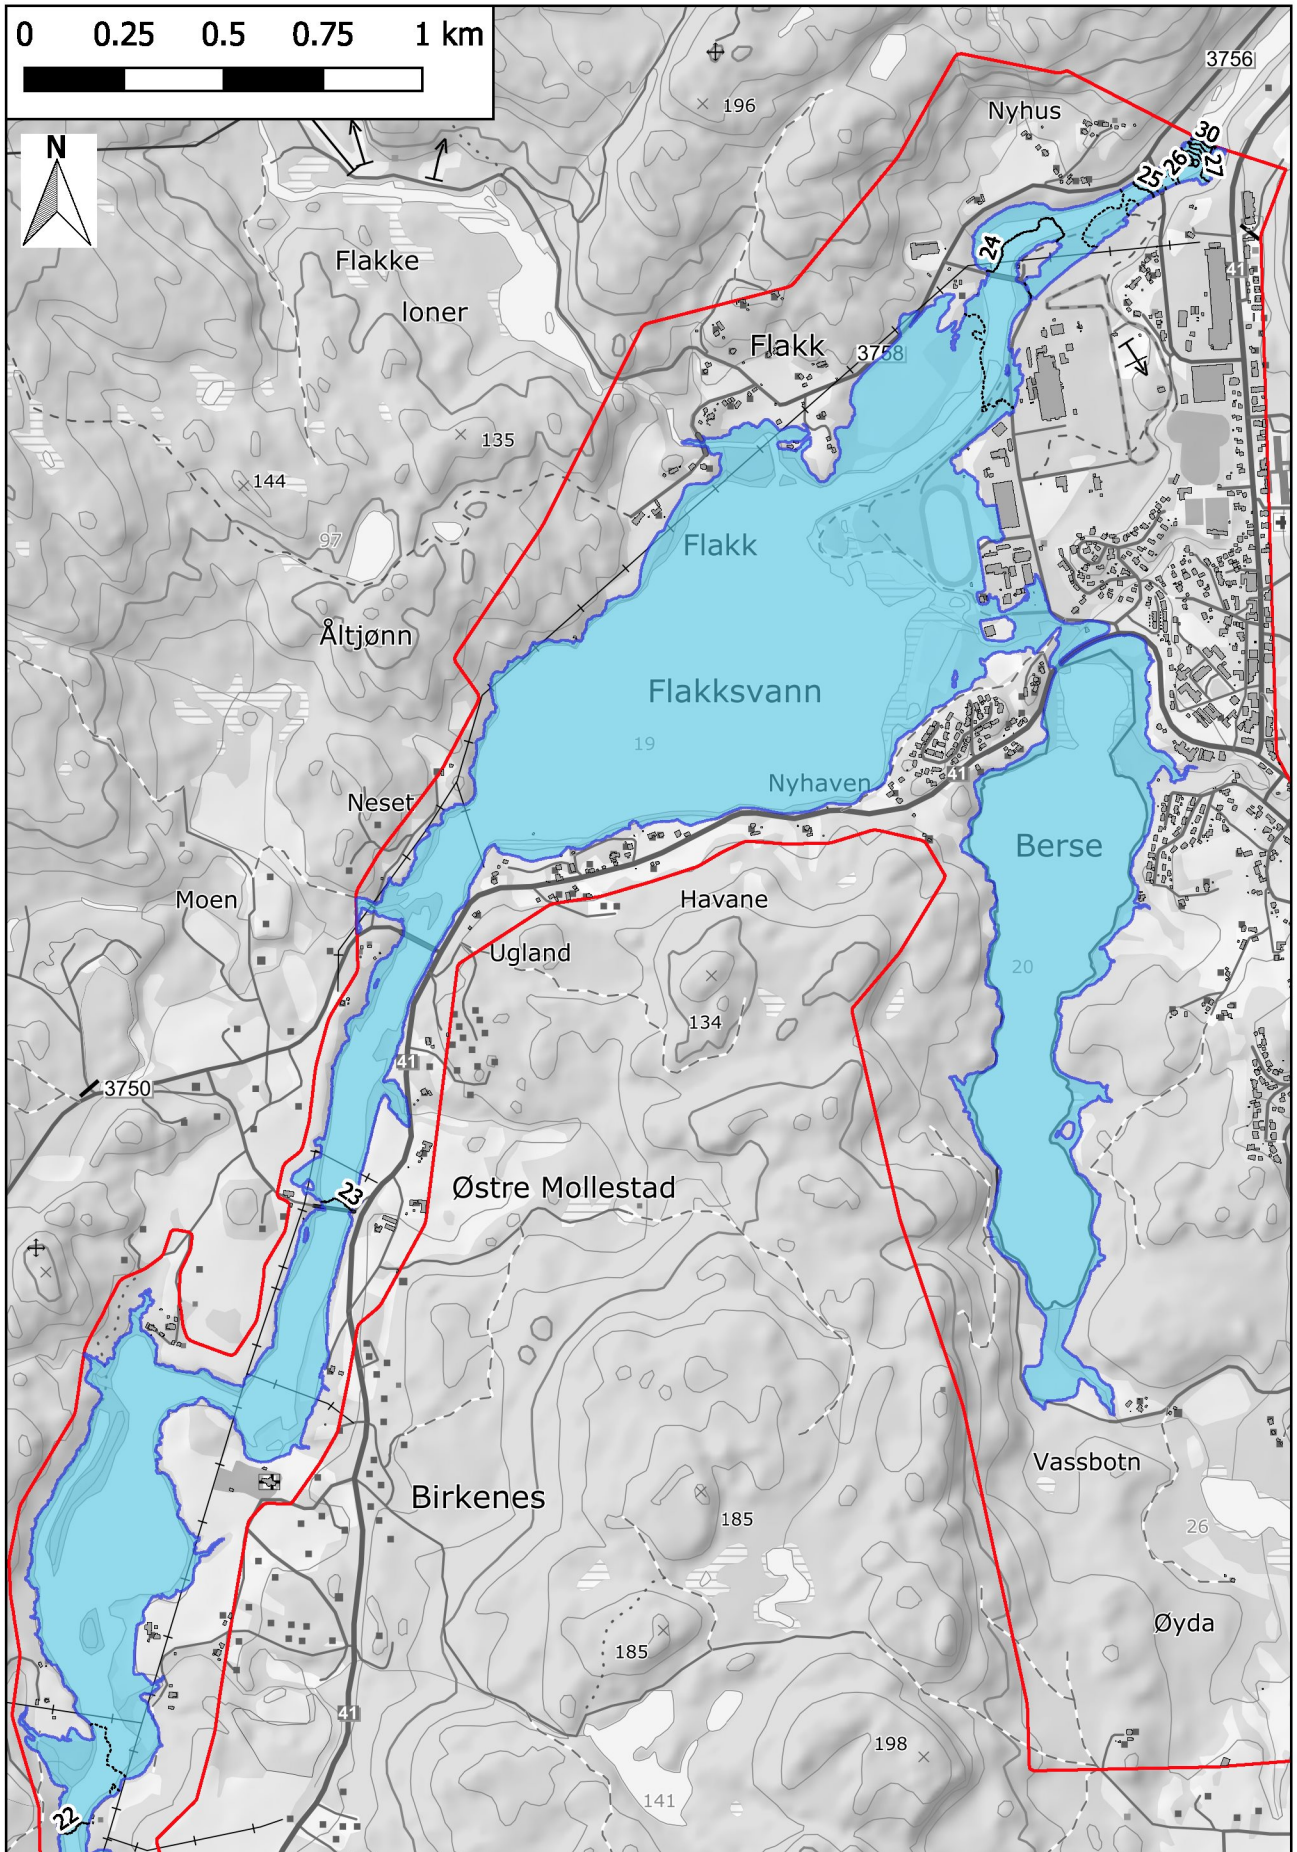 0 0.25 0.5 0.75 1 km
N
3756
196
Nyhus
30
25
26
27
24
Flakke
loner
41
Flakk
3758
135
144
97
Flakk
Åltjønn
Flakksvann
19
Nyhaven
41
Neset
Berse
Moen
Havane
Ugland
20
134
41
3750
Østre Mollestad
23
Vassbotn
Birkenes
185
26
185
Øyda
41
198
141
22